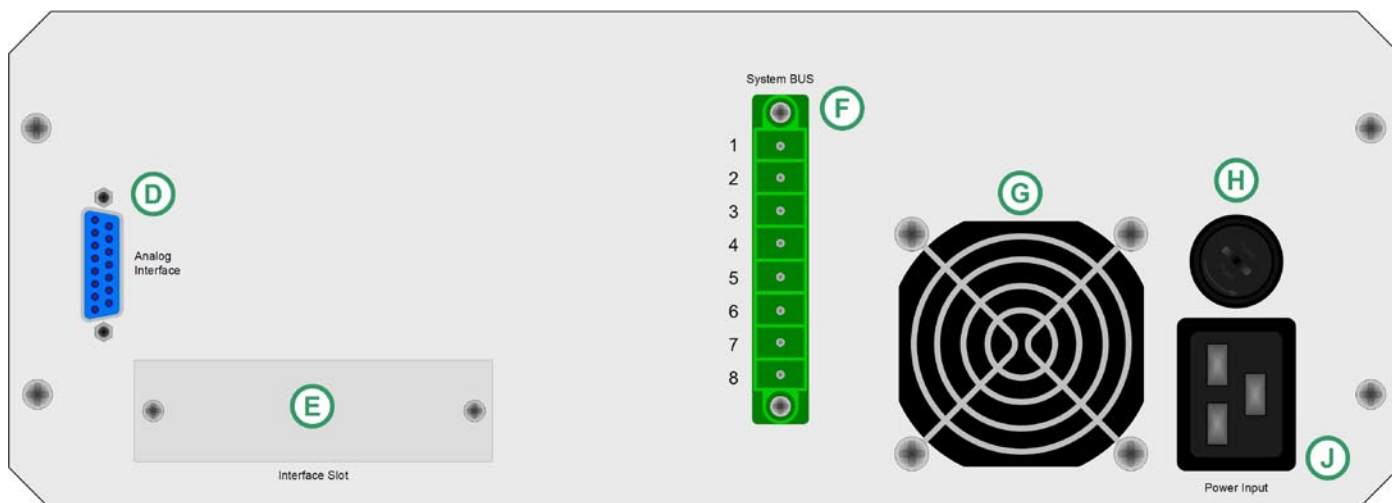 System BUS
F
1
2
3
4
5
6
7
8
D
Analog
Interface
G
H
E
Interface Slot
J
Power Input